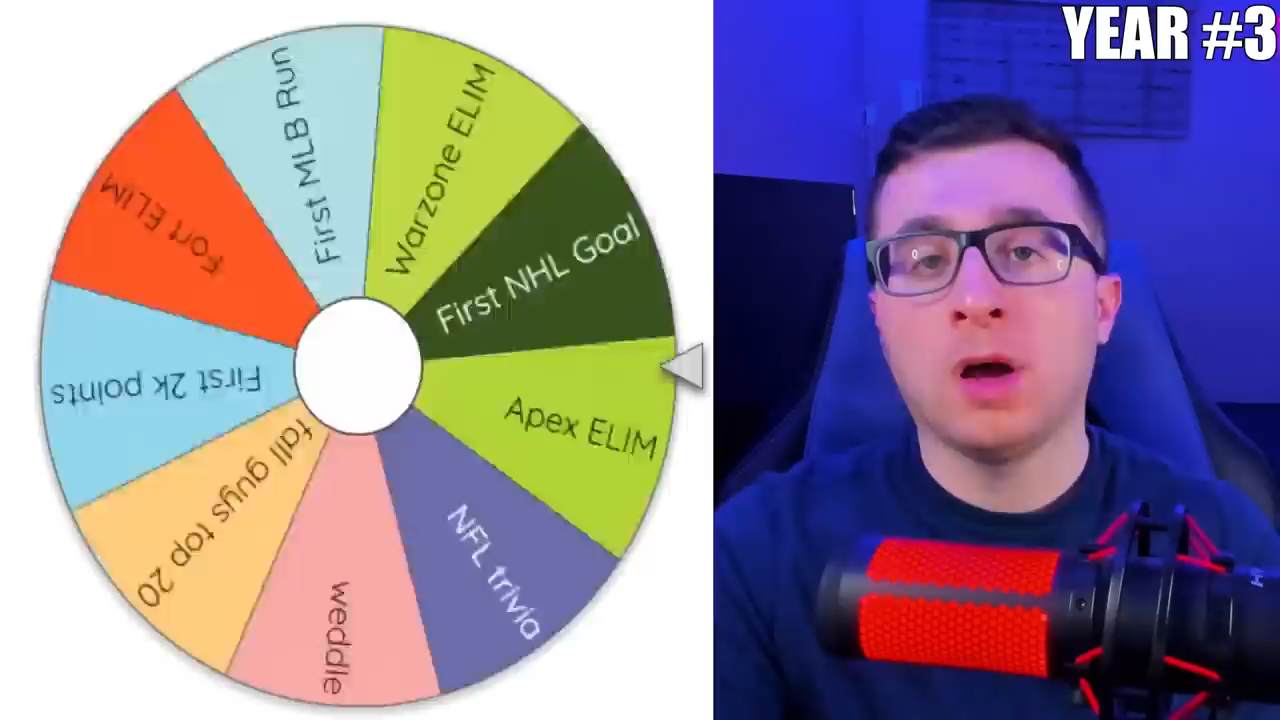 YEAR #3
First MLB Run
Warzone ELIM
First NHL Goal
Apex ELIM
NFL trivia
weddle
fall guys top 20
First 2k points
Fort ELIM